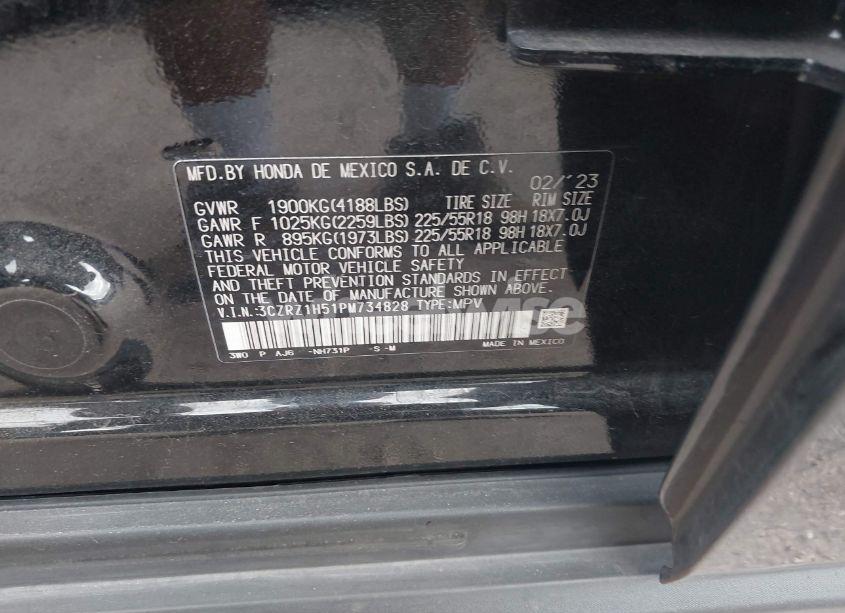 MFD.BY HONDA DE MEXICO S.A. DE C.V.
02/'23
GVWR 1900KG(4188LBS) TIRE SIZE RIM SIZE
GAWR F 1025KG(2259LBS) 225/55R18 98H 18X7.0J
GAWR R 895KG(1973LBS) 225/55R18 98H 18X7.0J
THIS VEHICLE CONFORMS TO ALL APPLICABLE
FEDERAL MOTOR VEHICLE SAFETY
AND THEFT PREVENTION STANDARDS IN EFFECT
ON THE DATE OF MANUFACTURE SHOWN ABOVE.
V.I.N.:3CZRZ1H51PM734828 TYPE:MPV
3W0 P AJ6 -NH731P -S -M MADE IN MEXICO